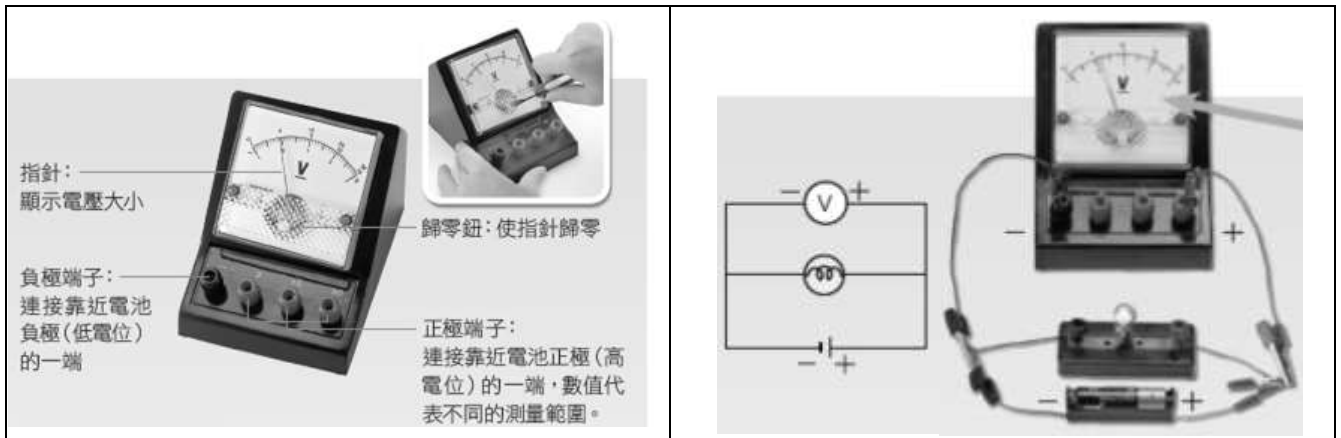 指針：
顯示電壓大小
歸零鈕：使指針歸零
負極端子：
連接靠近電池
負極（低電位）
的一端
正極端子：
連接靠近電池正極（高
電位）的一端，數值代
表不同的測量範圍。
V
V
− V +
− +
V
− +
− +